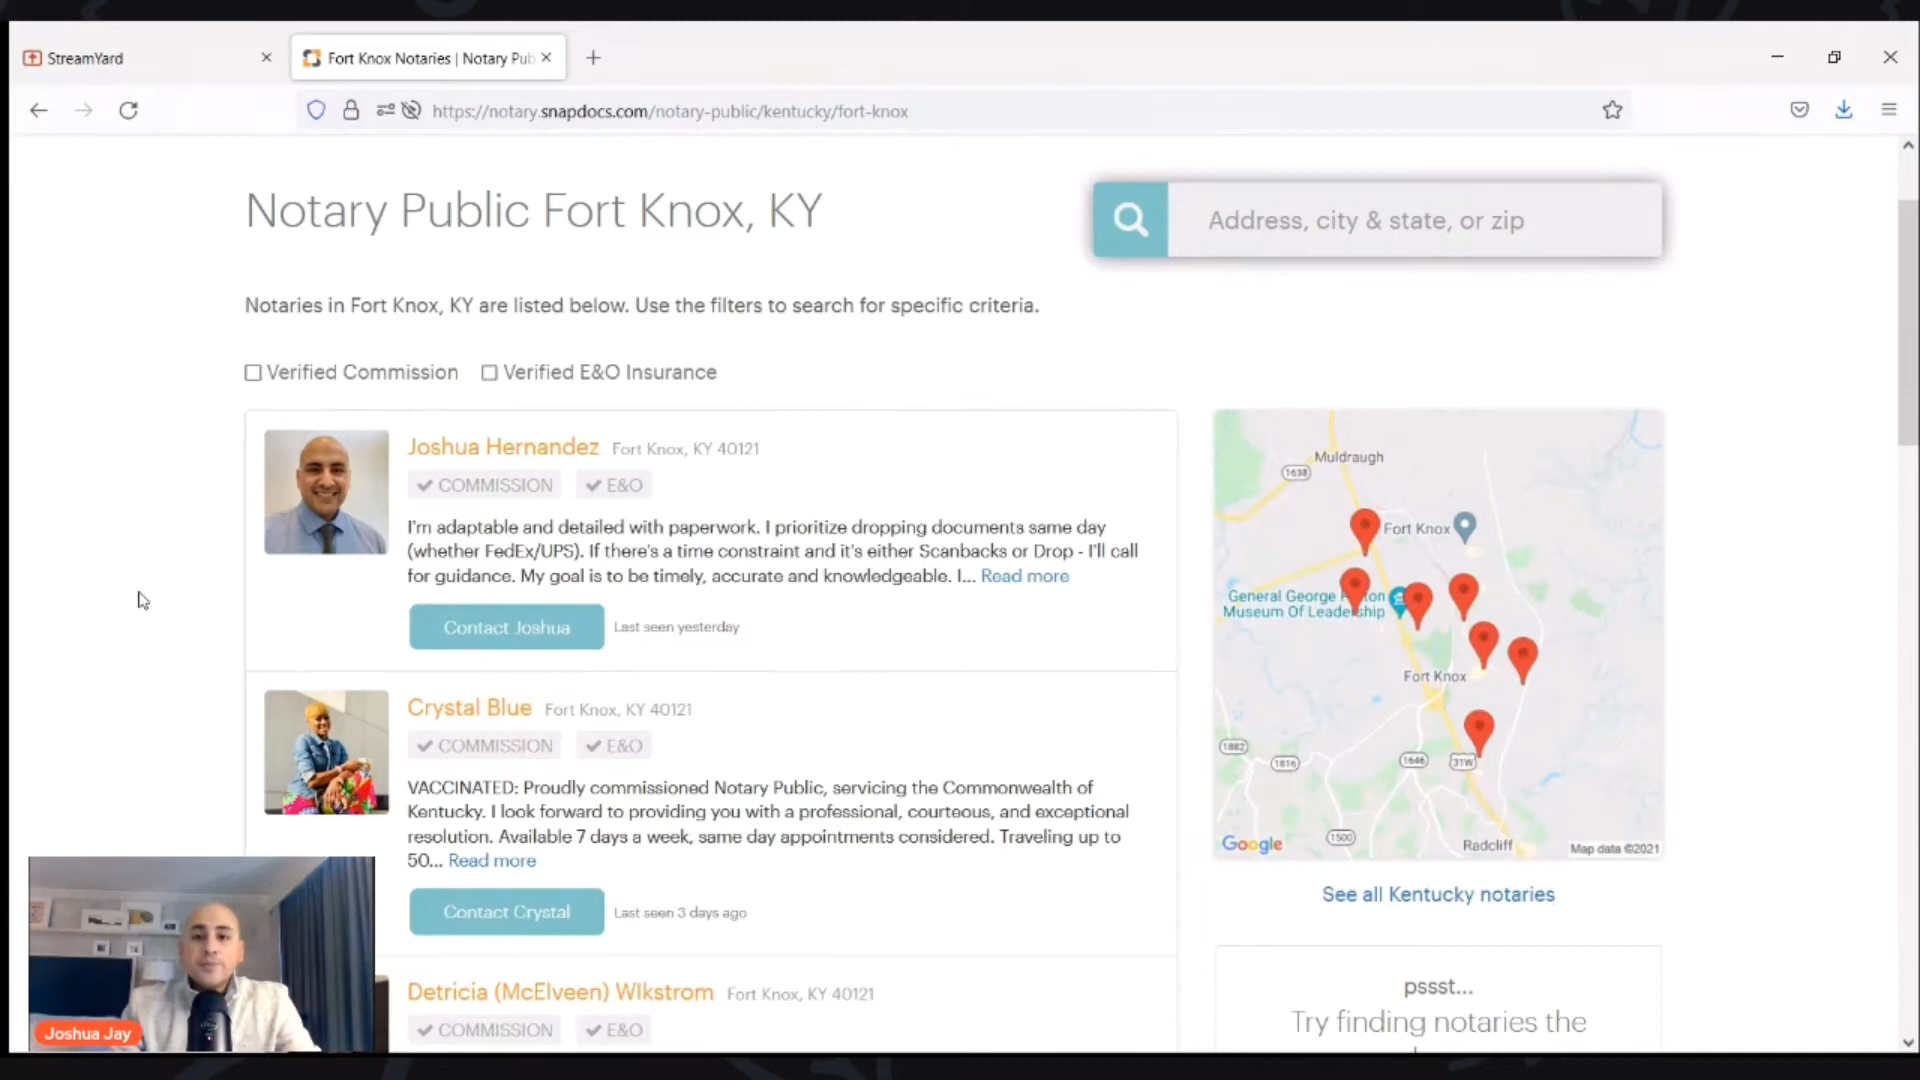 StreamYard
Fort Knox Notaries | Notary Pub
https://notary.snapdocs.com/notary-public/kentucky/fort-knox
Notary Public Fort Knox, KY
Address, city & state, or zip
Notaries in Fort Knox, KY are listed below. Use the filters to search for specific criteria.
Verified Commission
Verified E&O Insurance
Joshua Hernandez Fort Knox, KY 40121
COMMISSION
E&O
I'm adaptable and detailed with paperwork. I prioritize dropping documents same day
(whether FedEx/UPS). If there's a time constraint and it's either Scanbacks or Drop - I'll call
for guidance. My goal is to be timely, accurate and knowledgeable. I... Read more
Contact Joshua
Last seen yesterday
Crystal Blue Fort Knox, KY 40121
COMMISSION
E&O
VACCINATED: Proudly commissioned Notary Public, servicing the Commonwealth of
Kentucky. I look forward to providing you with a professional, courteous, and exceptional
resolution. Available 7 days a week, same day appointments considered. Traveling up to
50... Read more
Contact Crystal
Last seen 3 days ago
Detricia (McElveen) WIkstrom Fort Knox, KY 40121
COMMISSION
E&O
Muldraugh
1638
Fort Knox
General George
Museum Of Leadership
Fort Knox
1882
1816
1646
31W
1500
Radcliff
Google
Map data ©2021
See all Kentucky notaries
pssst...
Try finding notaries the
Joshua Jay